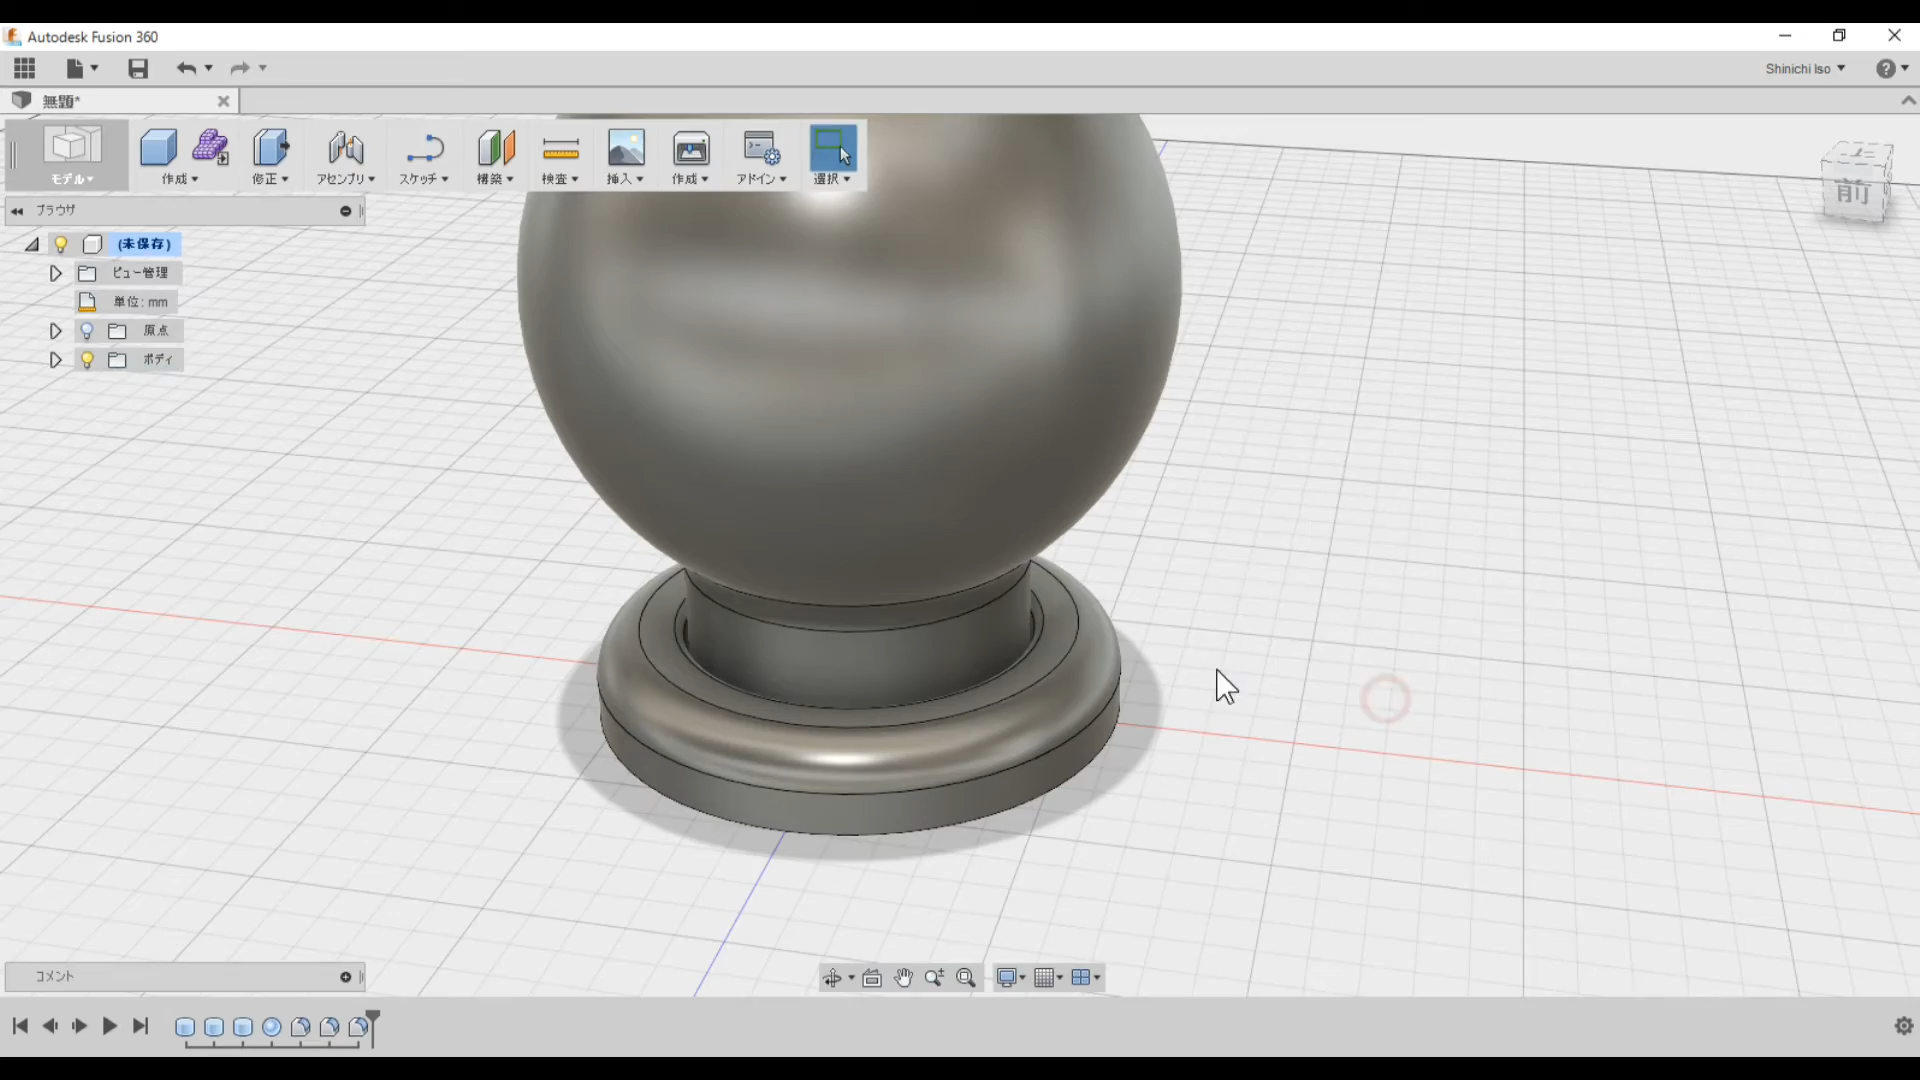 Autodesk Fusion 360
Shinichi Iso
?
無題*
モデル
作成
修正
アセンブリ
スケッチ
構築
検査
挿入
作成
アドイン
選択
ブラウザ
(未保存)
ビュー管理
単位: mm
原点
ボディ
上
前
コメント